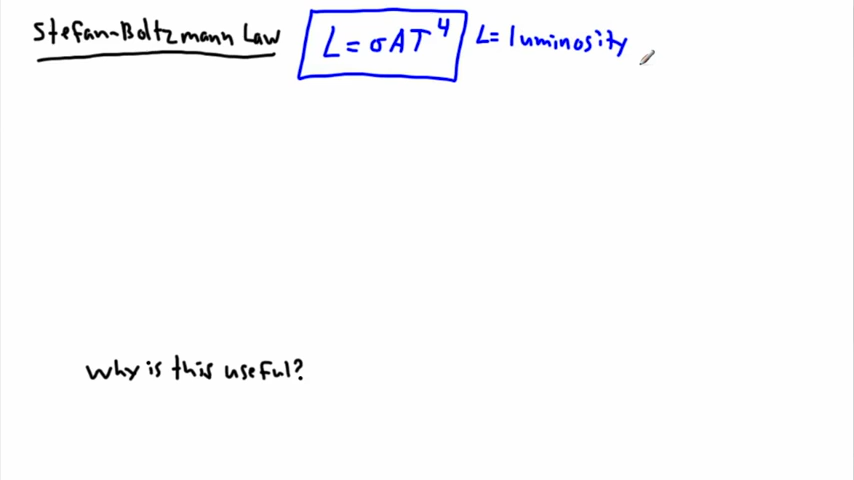 Stefan-Boltzmann Law L = σAT⁴ L = luminosity
Why is this useful?